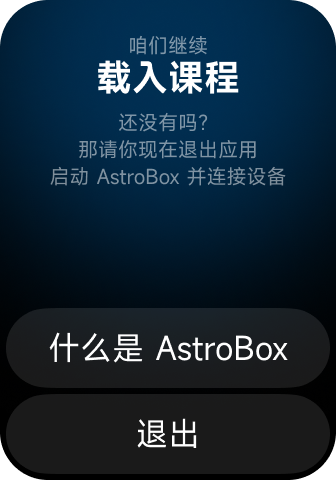 咱们继续
载入课程
还没有吗？
那请你现在退出应用
启动 AstroBox 并连接设备
什么是 AstroBox
退出